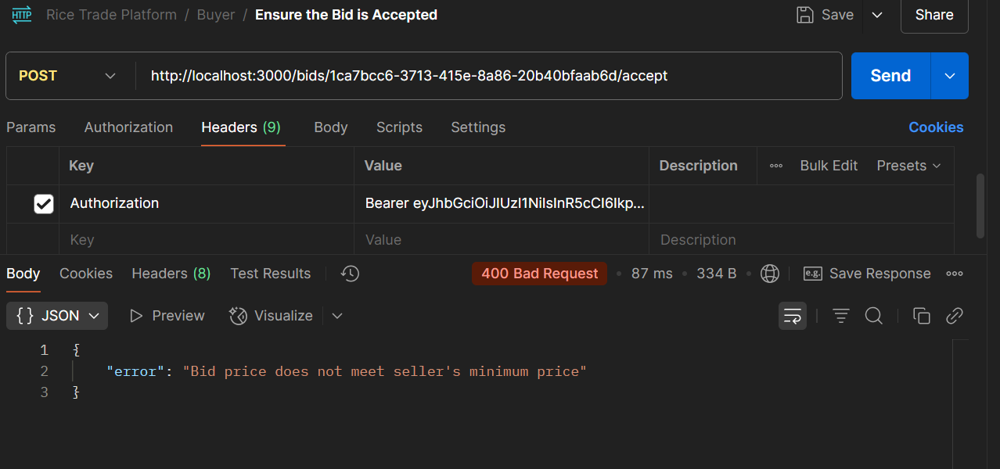 HTTP Rice Trade Platform / Buyer / Ensure the Bid is Accepted Save Share
POST http://localhost:3000/bids/1ca7bcc6-3713-415e-8a86-20b40bfaab6d/accept Send
Params Authorization Headers (9) Body Scripts Settings Cookies
Key Value Description Bulk Edit Presets
Authorization Bearer eyJhbGciOiJIUzI1NiIsInR5cCI6Ikp...
Key Value Description
Body Cookies Headers (8) Test Results 400 Bad Request • 87 ms • 334 B • e.g. Save Response
{} JSON Preview Visualize
1 {
2 "error": "Bid price does not meet seller's minimum price"
3 }